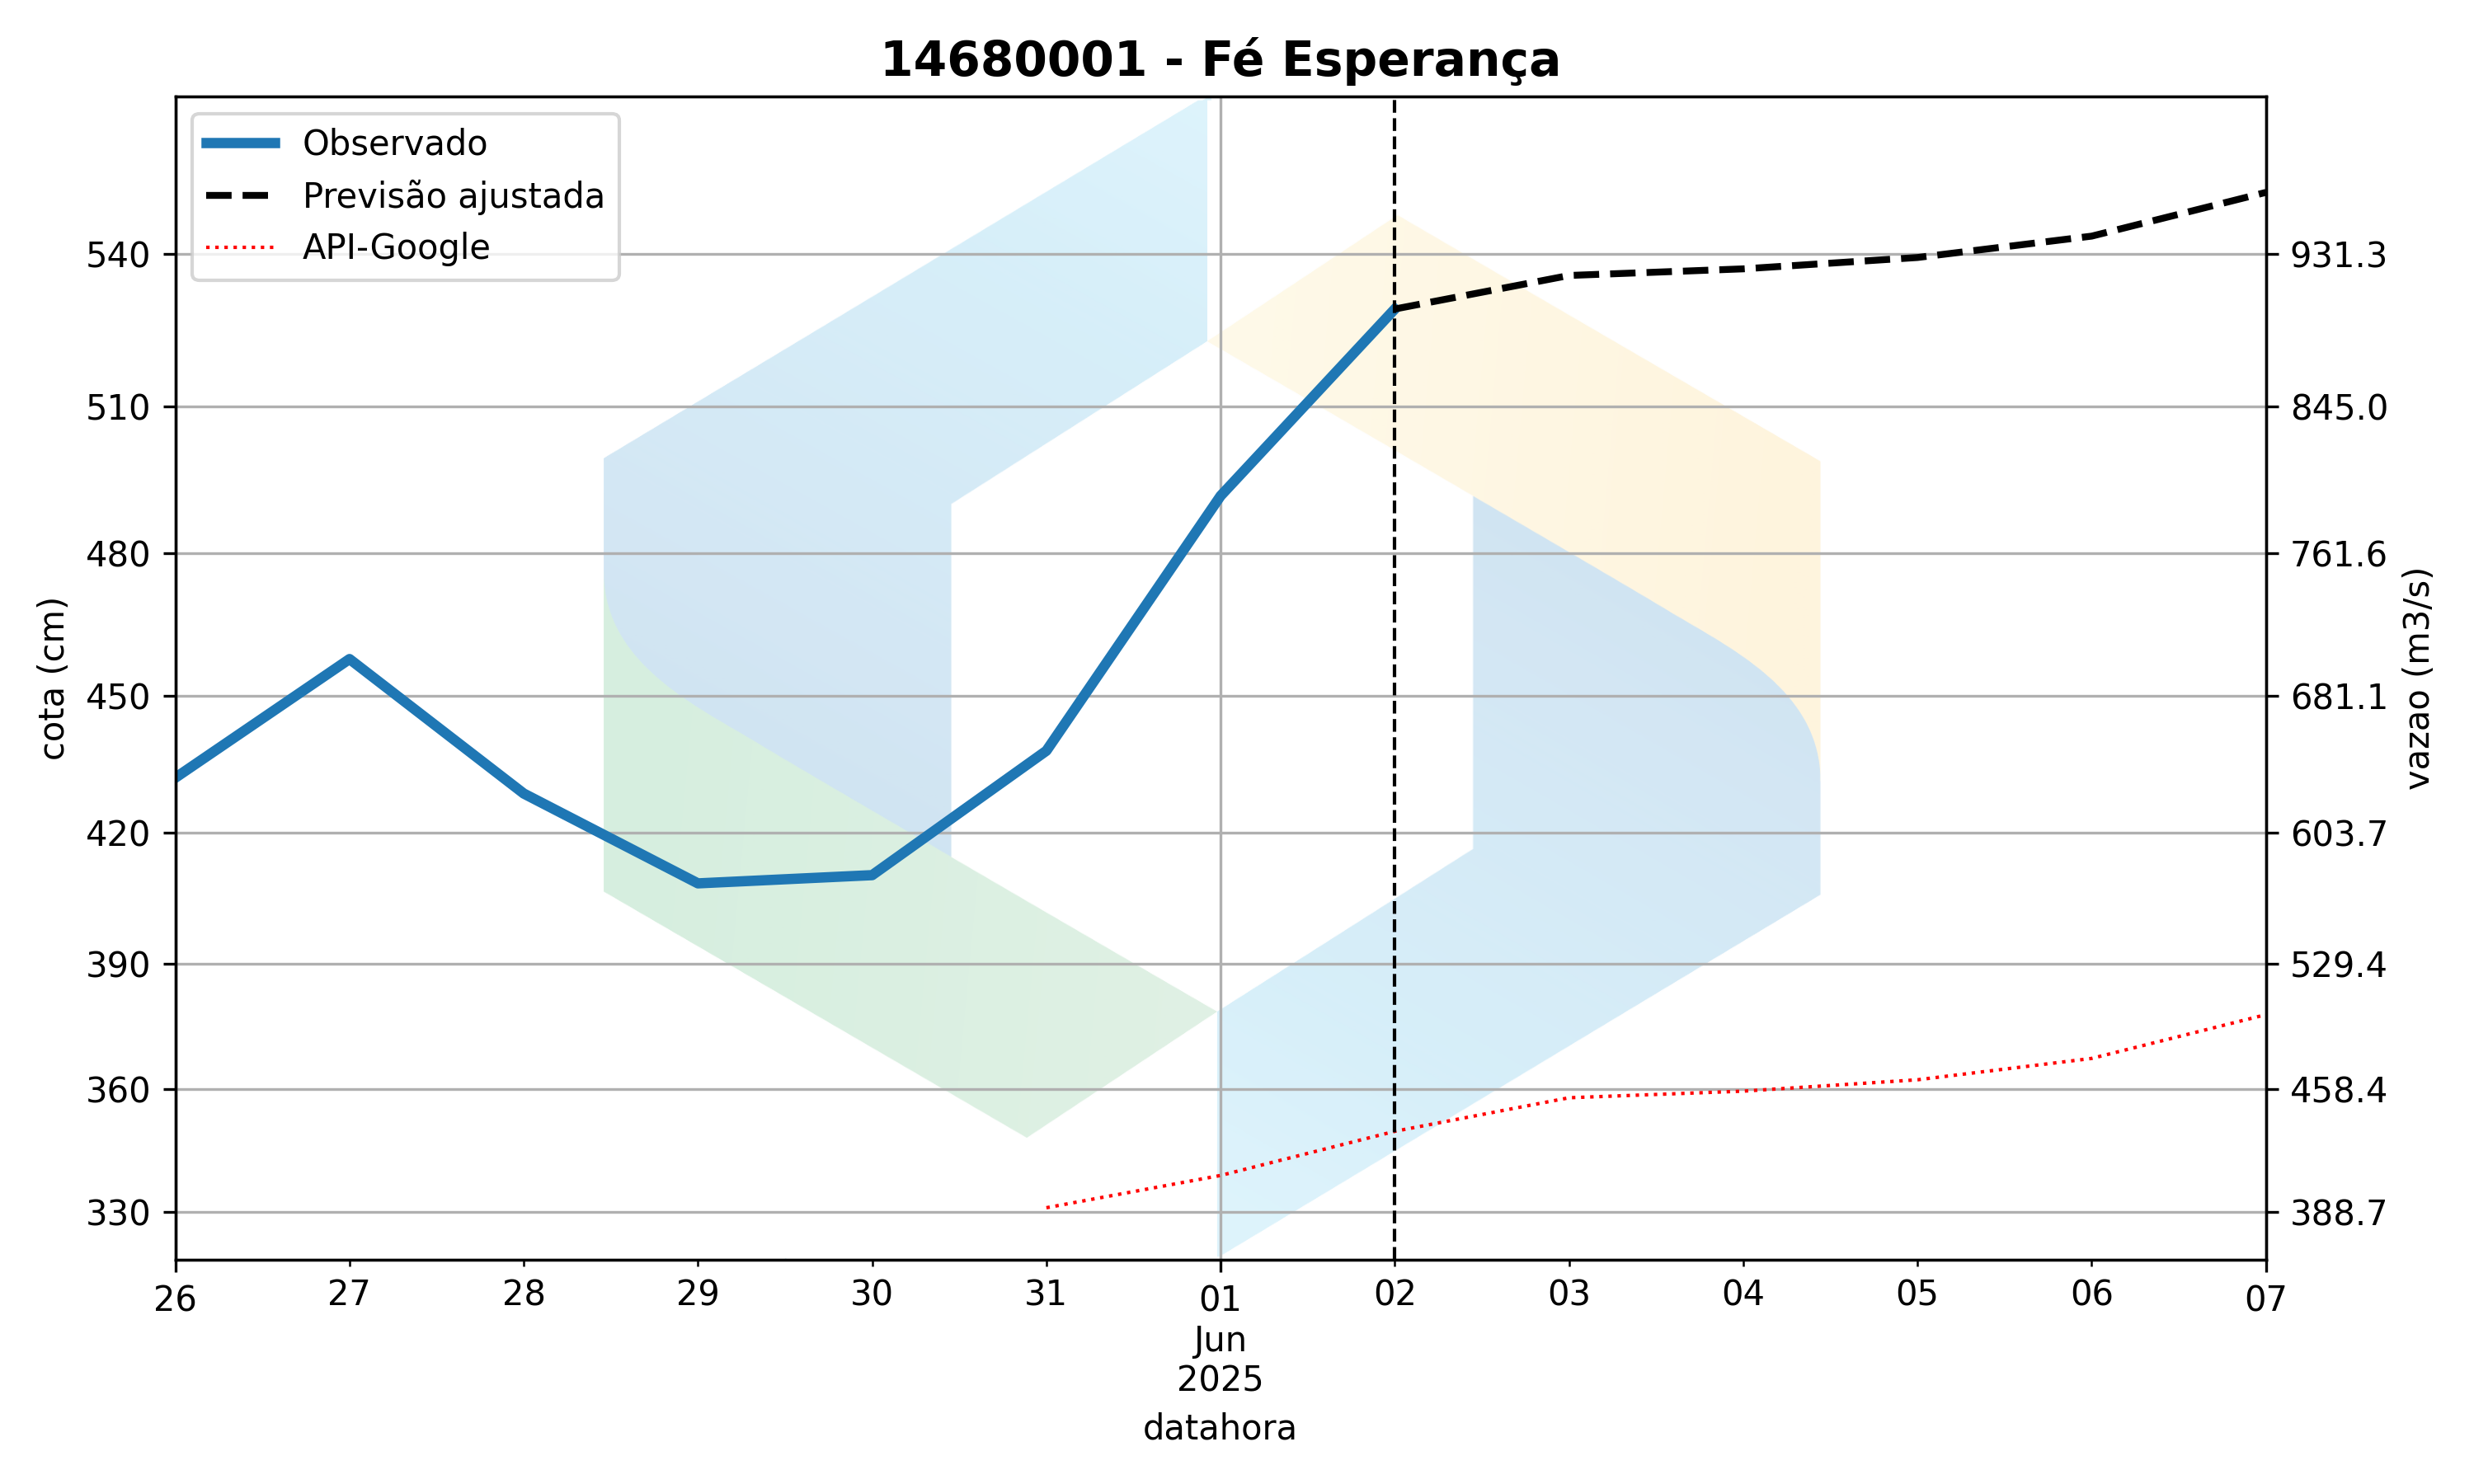 14680001 - Fé Esperança
Observado
Previsão ajustada
API-Google
cota (cm)
540
510
480
450
420
390
360
330
931.3
845.0
761.6
681.1
603.7
529.4
458.4
388.7
vazao (m3/s)
26 27 28 29 30 31 01 02 03 04 05 06 07
Jun
2025
datahora